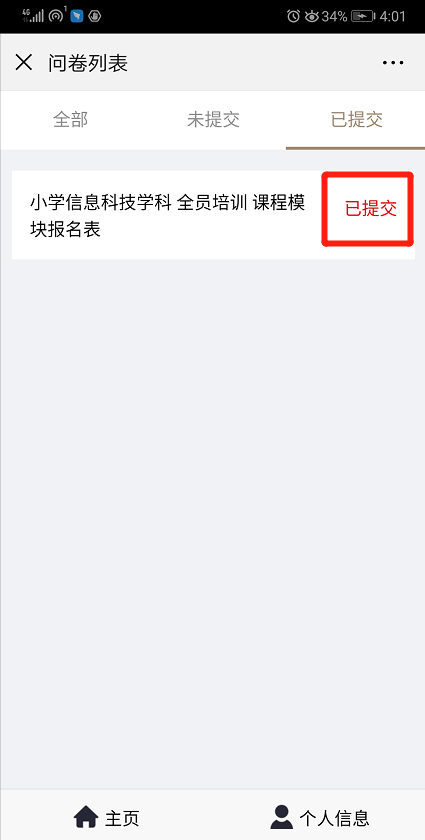 4G 1 34% 4:01
问卷列表
全部 未提交 已提交
小学信息科技学科 全员培训 课程模
块报名表
已提交
主页 个人信息